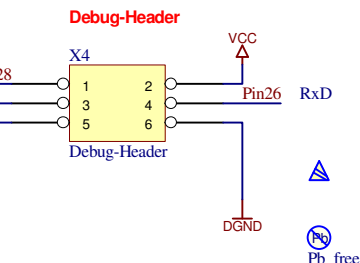 Debug-Header
X4
VCC
28
1 2
Pin26 RxD
3 4
5 6
Debug-Header
DGND
Pb
Pb free